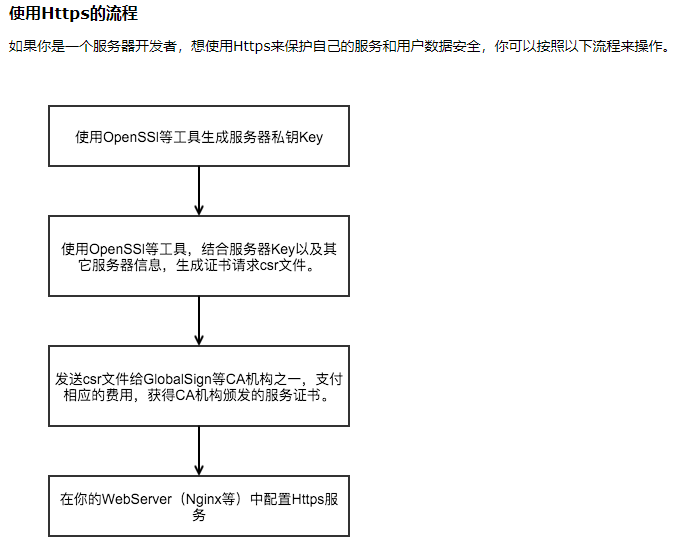 使用Https的流程
如果你是一个服务器开发者，想使用Https来保护自己的服务和用户数据安全，你可以按照以下流程来操作。
使用OpenSSl等工具生成服务器私钥Key
使用OpenSSl等工具，结合服务器Key以及其
它服务器信息，生成证书请求csr文件。
发送csr文件给GlobalSign等CA机构之一，支付
相应的费用，获得CA机构颁发的服务证书。
在你的WebServer（Nginx等）中配置Https服
务